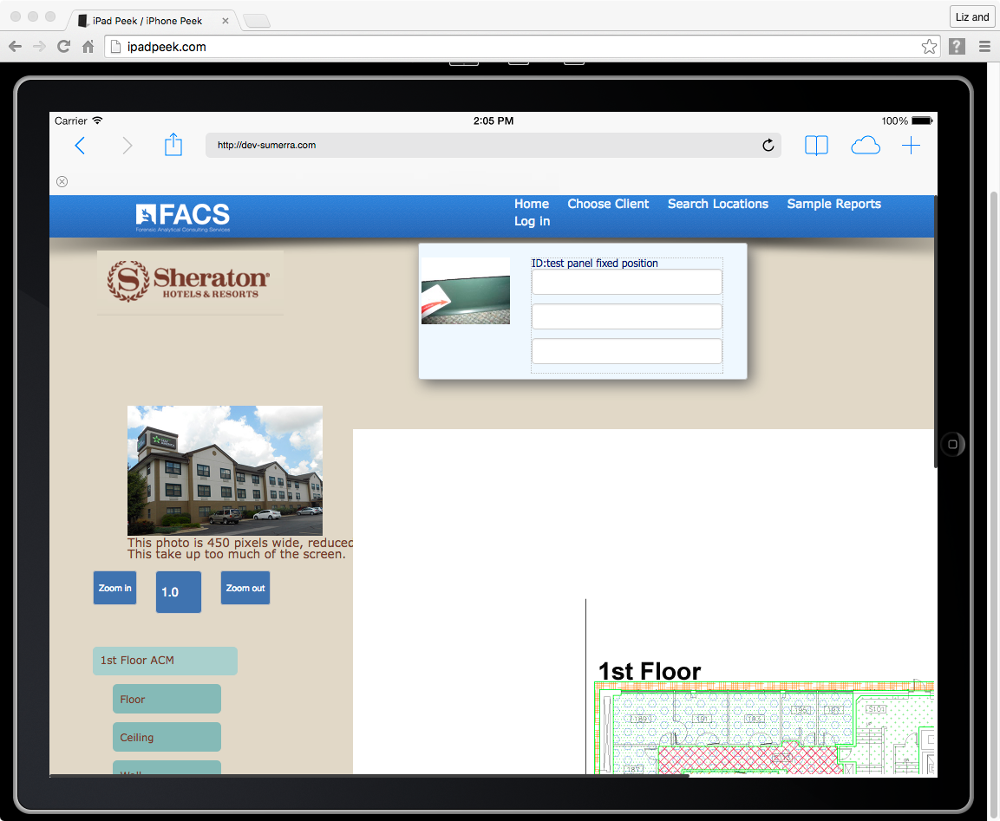 iPad Peek / iPhone Peek
Liz and
ipadpeek.com
Carrier
2:05 PM
100%
http://dev-sumerra.com
FACS
Forensic Analytical Consulting Services
Home
Choose Client
Search Locations
Sample Reports
Log in
Sheraton
HOTELS & RESORTS
ID:test panel fixed position
This photo is 450 pixels wide, reduced
This take up too much of the screen.
Zoom in
1.0
Zoom out
1st Floor ACM
Floor
Ceiling
Wall
1st Floor
189
191
193
195
197
S101
187